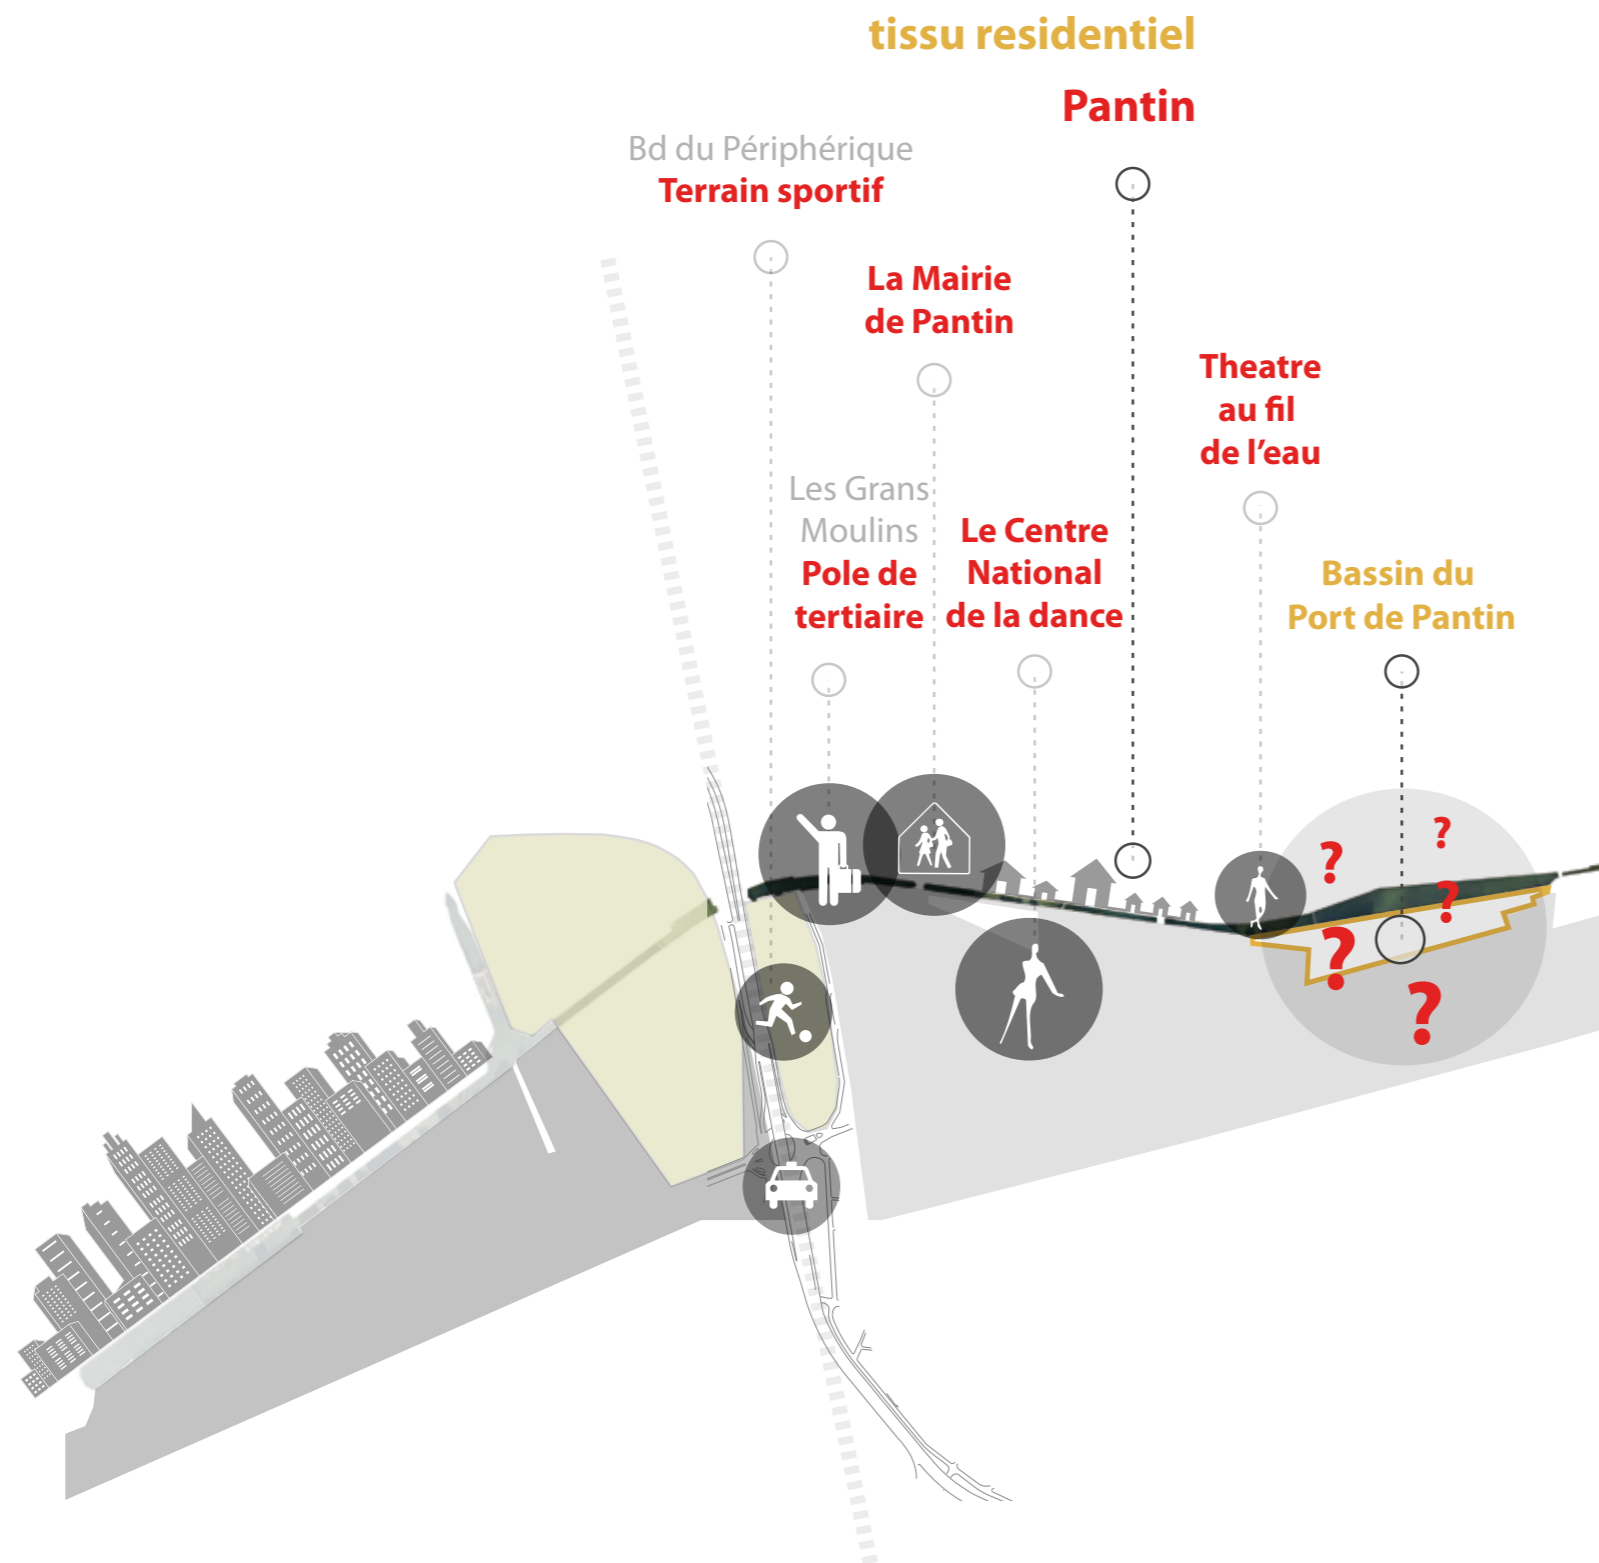 tissu residentiel
Pantin
Bd du Périphérique
Terrain sportif
La Mairie
de Pantin
Theatre
au fil
de l’eau
Les Grans
Moulins
Pole de
tertiaire
Le Centre
National
de la dance
Bassin du
Port de Pantin
?
?
?
?
?